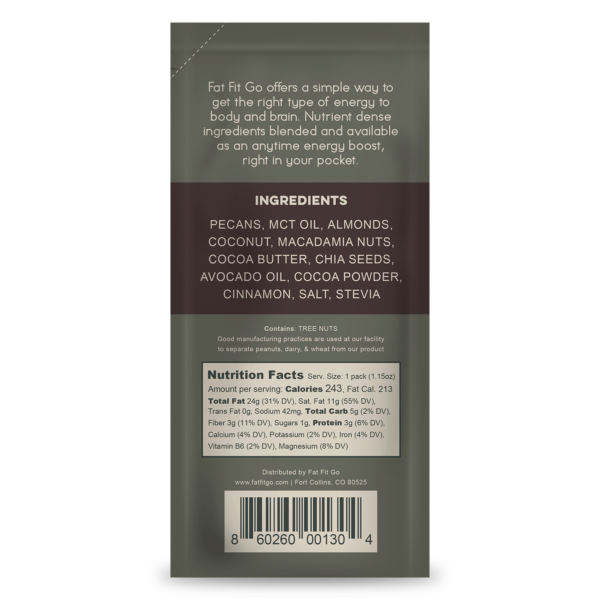 Fat Fit Go offers a simple way to
get the right type of energy to
body and brain. Nutrient dense
ingredients blended and available
as an anytime energy boost,
right in your pocket.
INGREDIENTS
PECANS, MCT OIL, ALMONDS,
COCONUT, MACADAMIA NUTS,
COCOA BUTTER, CHIA SEEDS,
AVOCADO OIL, COCOA POWDER,
CINNAMON, SALT, STEVIA
Contains: TREE NUTS
Good manufacturing practices are used at our facility
to separate peanuts, dairy, & wheat from our product
Nutrition Facts Serv. Size: 1 pack (1.15oz)
Amount per serving: Calories 243, Fat Cal. 213
Total Fat 24g (31% DV), Sat. Fat 11g (55% DV),
Trans Fat 0g, Sodium 42mg, Total Carb 5g (2% DV),
Fiber 3g (11% DV), Sugars 1g, Protein 3g (6% DV),
Calcium (4% DV), Potassium (2% DV), Iron (4% DV),
Vitamin B6 (2% DV), Magnesium (8% DV)
Distributed by Fat Fit Go
www.fatfitgo.com | Fort Collins, CO 80525
8 60260 00130 4